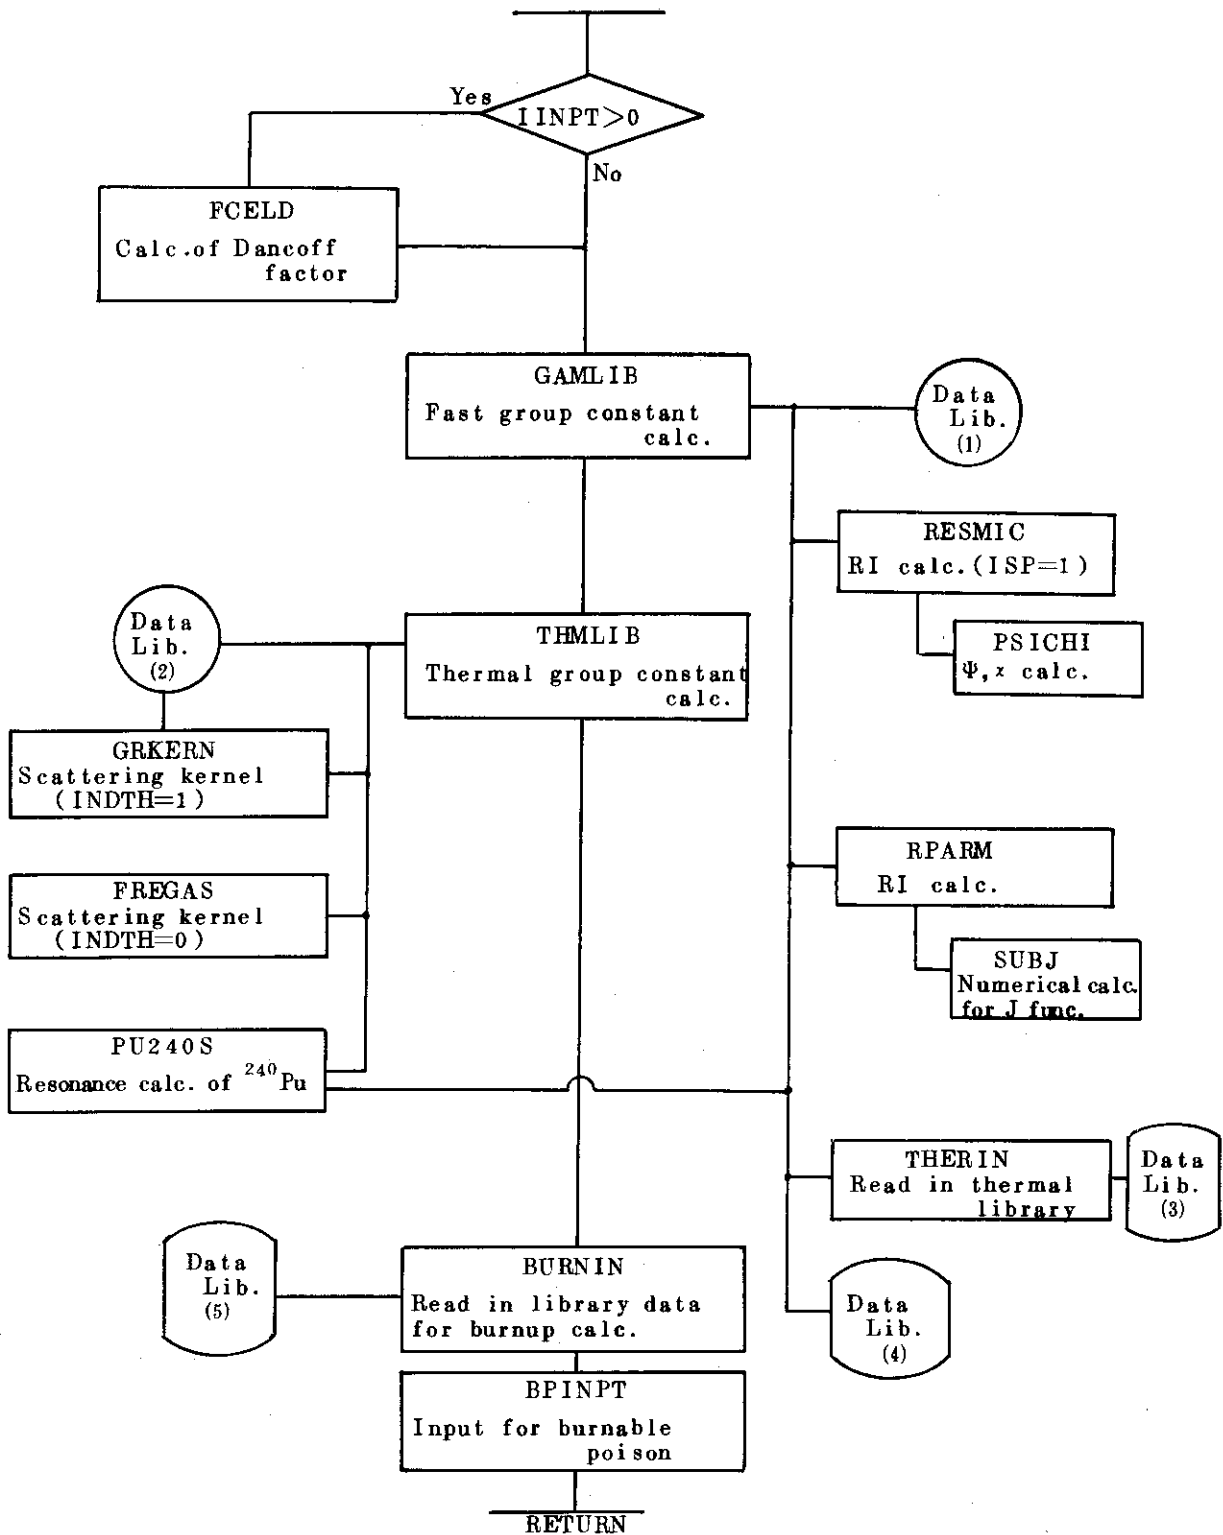 Yes
IINPT>0
No
FCELD
Calc.of Dancoff
factor
GAMLIB
Fast group constant
calc.
Data
Lib.
(1)
RESMIC
RI calc.(ISP=1)
PSICHI
Ψ,χ calc.
Data
Lib.
(2)
THMLIB
Thermal group constant
calc.
GRKERN
Scattering kernel
(INDTH=1)
RPARM
RI calc.
FREGAS
Scattering kernel
(INDTH=0)
SUBJ
Numerical calc.
for J func.
PU240S
Resonance calc. of ²⁴⁰Pu
THERIN
Read in thermal
library
Data
Lib.
(3)
Data
Lib.
(5)
BURNIN
Read in library data
for burnup calc.
Data
Lib.
(4)
BPINPT
Input for burnable
poison
RETURN